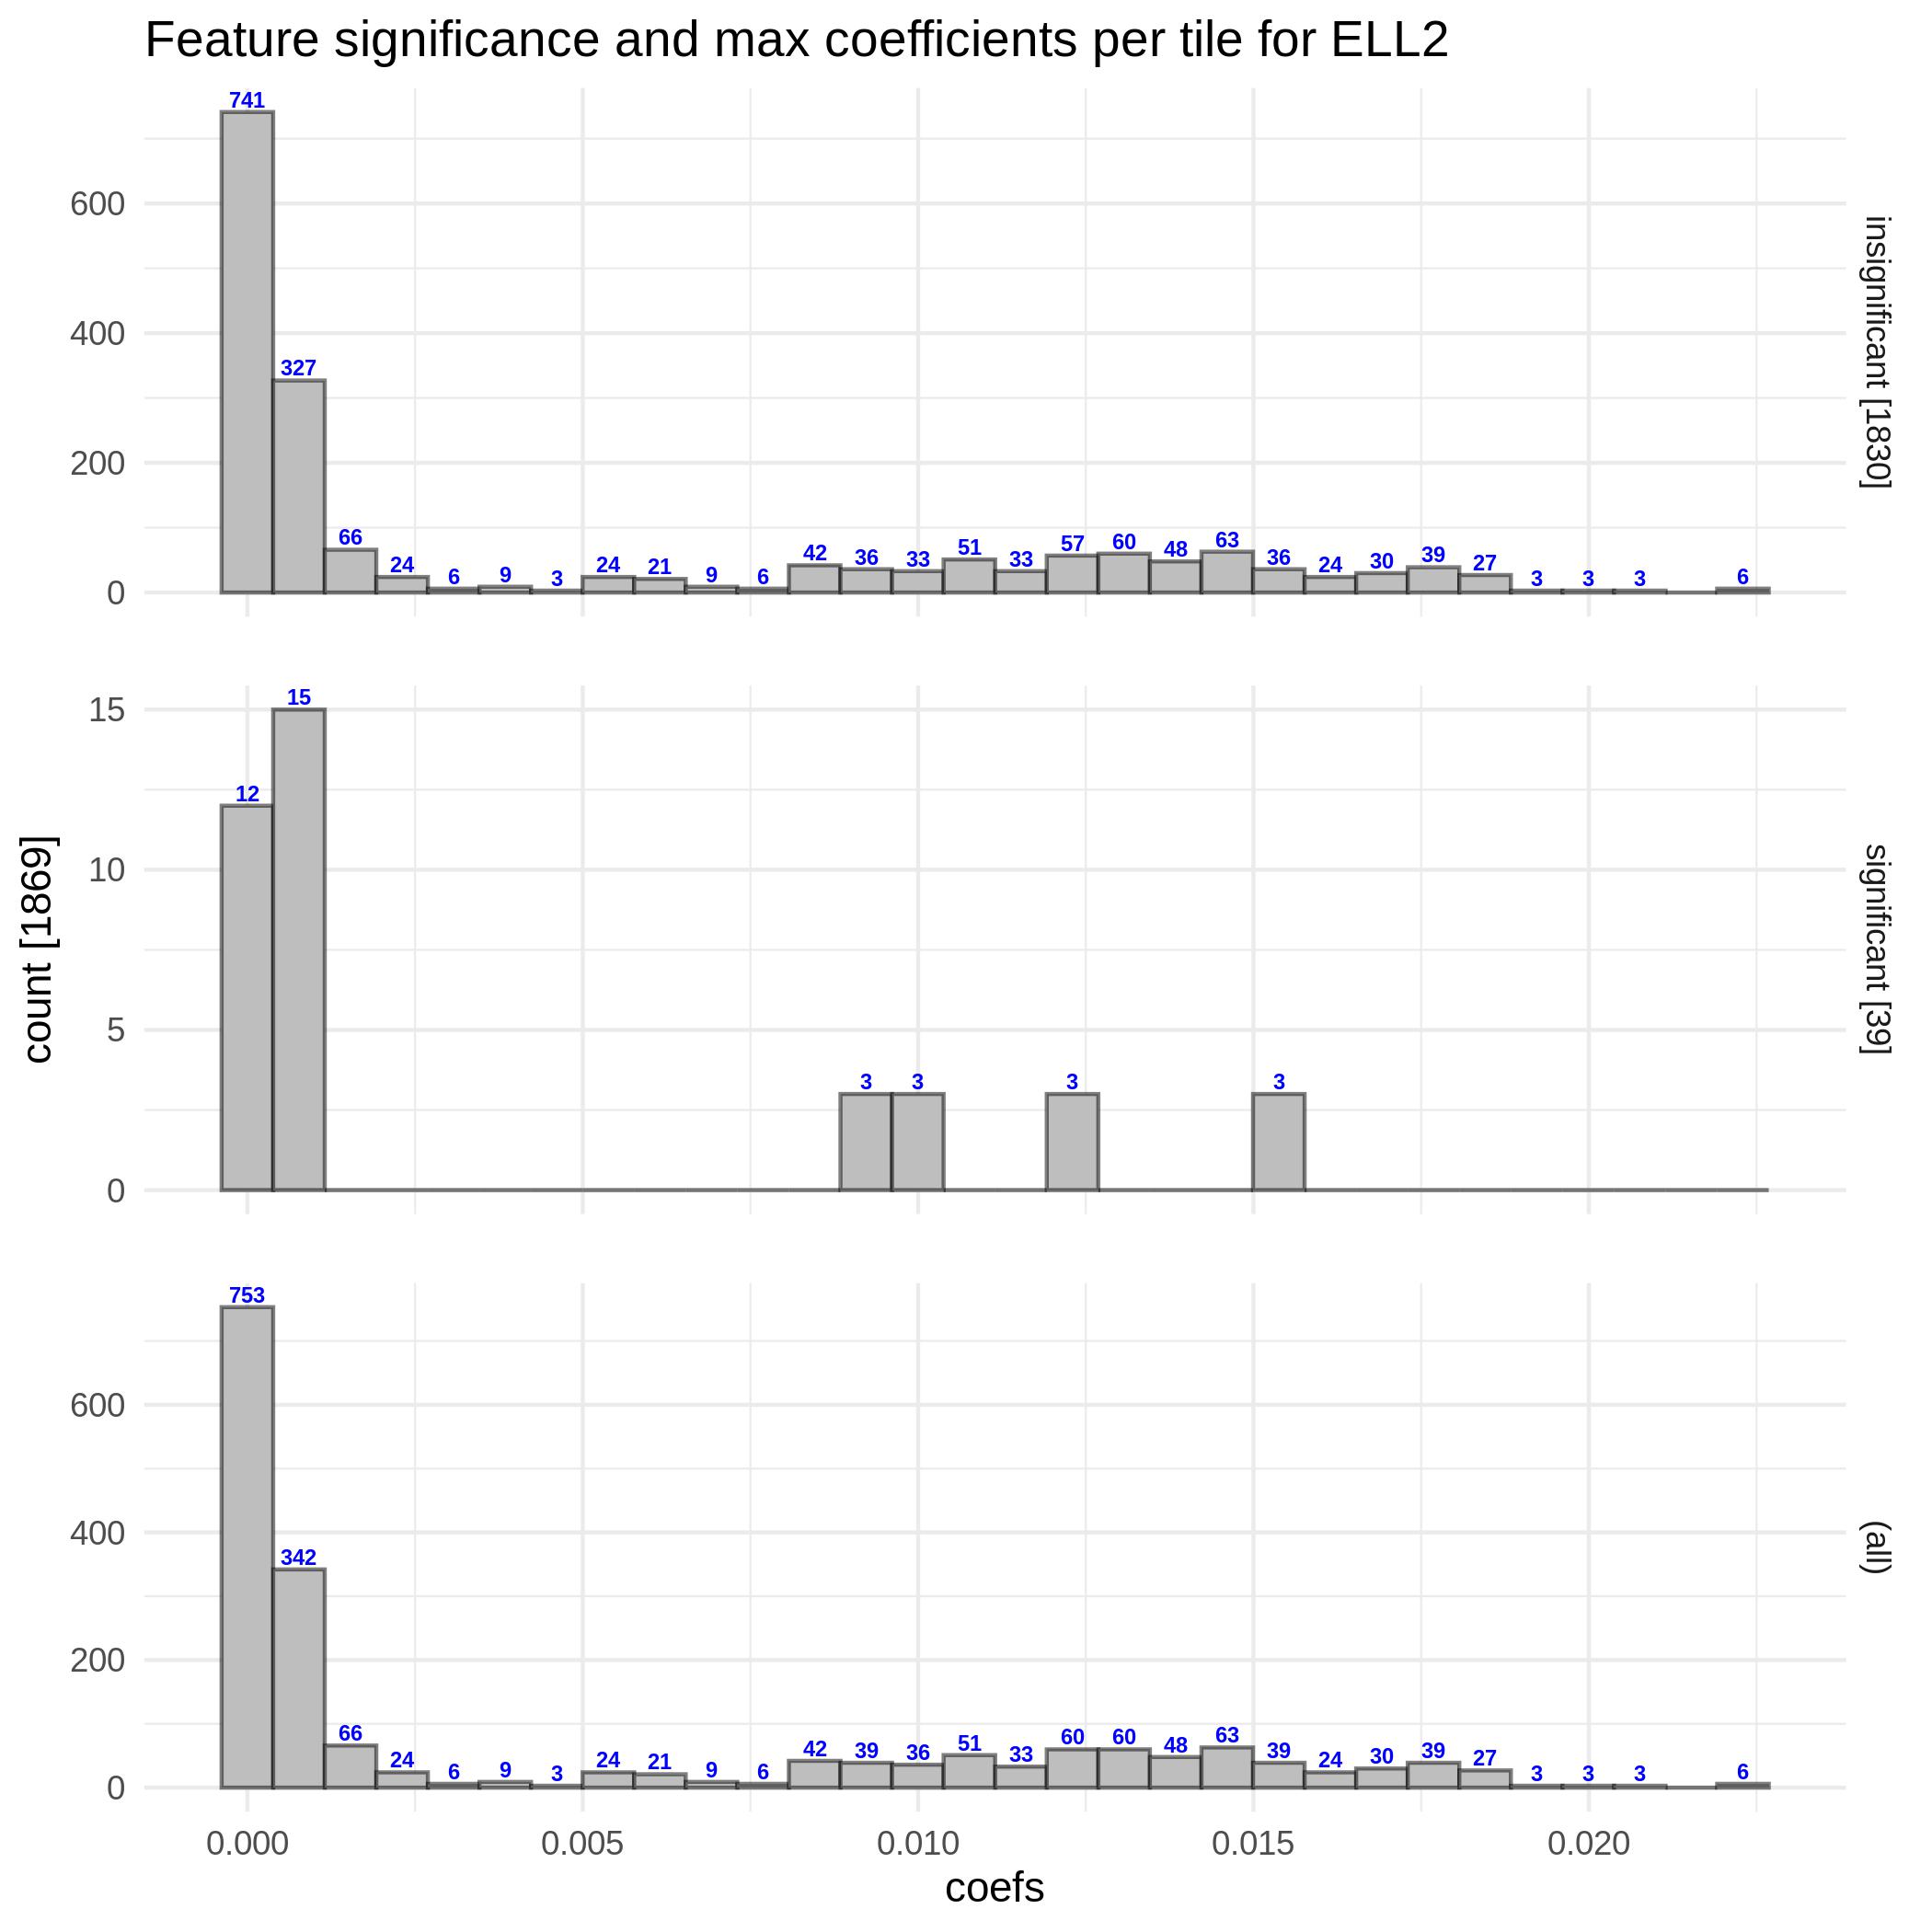 Feature significance and max coefficients per tile for ELL2
741
327
66 24 6 9 3 24 21 9 6 42 36 33 51 33 57 60 48 63 36 24 30 39 27 3 3 3 6
600
400
200
0
insignificant [1830]
15
12
3 3 3 3
15
10
5
0
significant [39]
count [1869]
753
342
66 24 6 9 3 24 21 9 6 42 39 36 51 33 60 60 48 63 39 24 30 39 27 3 3 3 6
600
400
200
0
(all)
0.000 0.005 0.010 0.015 0.020
coefs